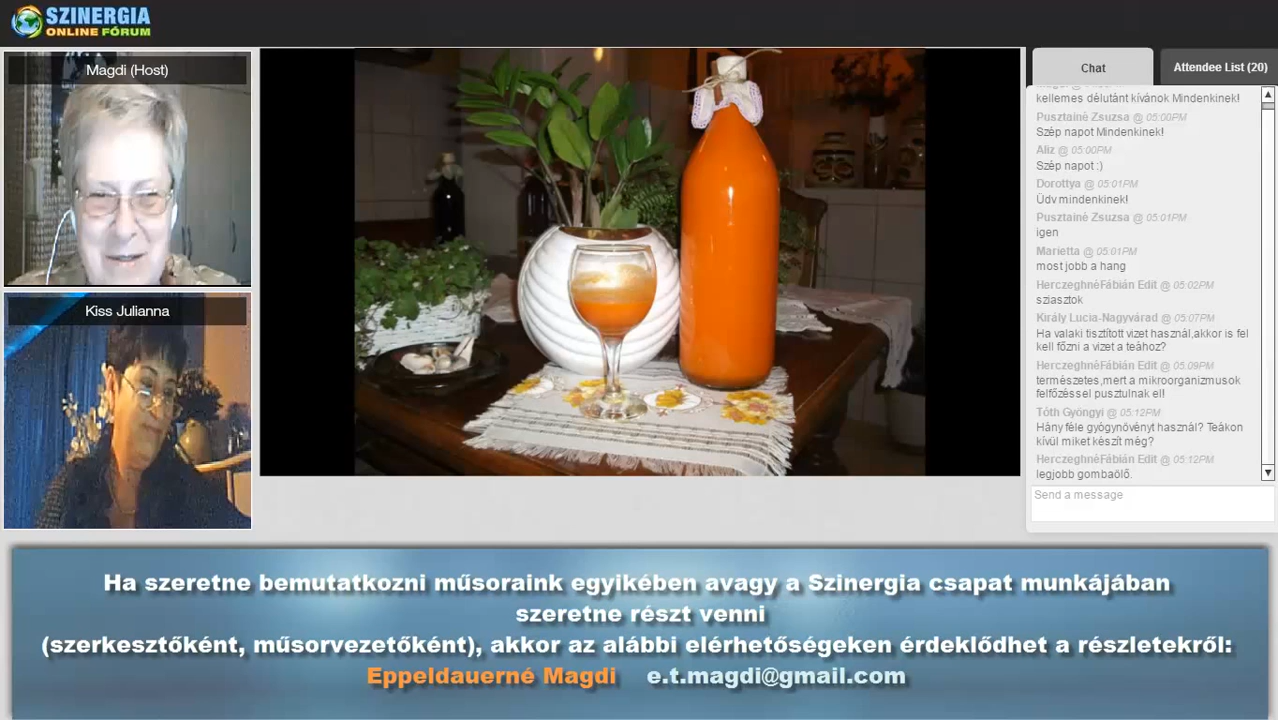 SZINERGIA
ONLINE FÓRUM
Magdi (Host)
Kiss Julianna
Chat
Attendee List (20)
kellemes délutánt kívánok Mindenkinek!
Pusztainé Zsuzsa @ 05:00PM
Szép napot Mindenkinek!
Aliz @ 05:00PM
Szép napot :)
Dorottya @ 05:01PM
Üdv mindenkinek!
Pusztainé Zsuzsa @ 05:01PM
igen
Marietta @ 05:01PM
most jobb a hang
HerczeghnéFábián Edit @ 05:02PM
sziasztok
Király Lucia-Nagyvárad @ 05:07PM
Ha valaki tisztított vizet használ,akkor is fel
kell főzni a vizet a teához?
HerczeghnéFábián Edit @ 05:09PM
természetes,mert a mikroorganizmusok
felfőzéssel pusztulnak el!
Tóth Gyöngyi @ 05:12PM
Hány féle gyógynövényt használ? Teákon
kívül miket készít még?
HerczeghnéFábián Edit @ 05:12PM
legjobb gombaölő.
Send a message
Ha szeretne bemutatkozni műsoraink egyikében avagy a Szinergia csapat munkájában
szeretne részt venni
(szerkesztőként, műsorvezetőként), akkor az alábbi elérhetőségeken érdeklődhet a részletekről:
Eppeldauerné Magdi e.t.magdi@gmail.com